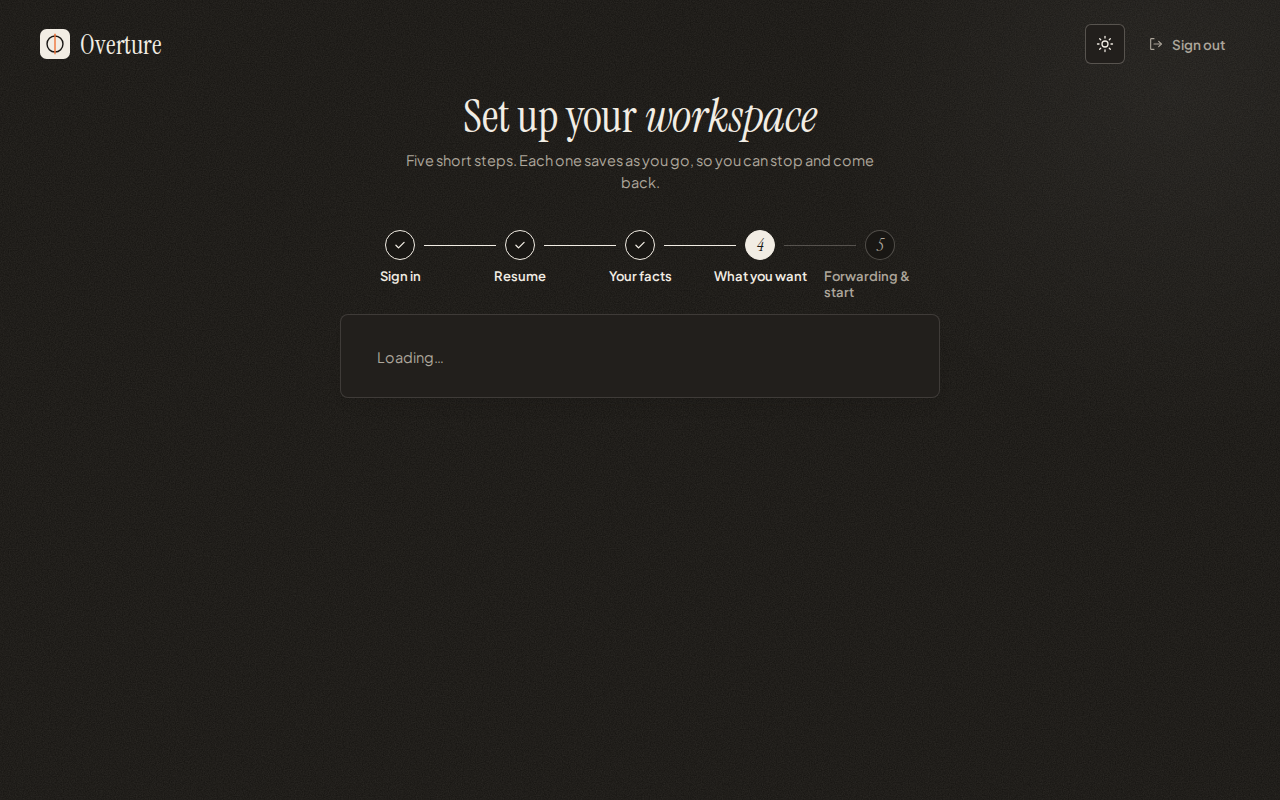 Overture
Sign out
Set up your workspace
Five short steps. Each one saves as you go, so you can stop and come
back.
4
5
Sign in
Resume
Your facts
What you want
Forwarding &
start
Loading…